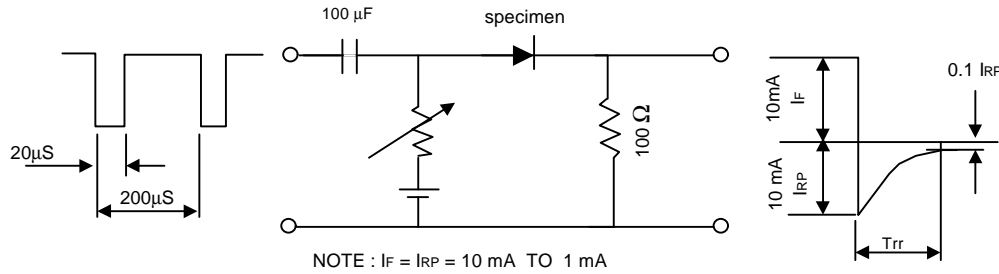 100 μF
specimen
100 Ω
20μS
200μS
10mA
IF
10 mA
IRP
0.1 IRP
Trr
NOTE : IF = IRP = 10 mA TO 1 mA